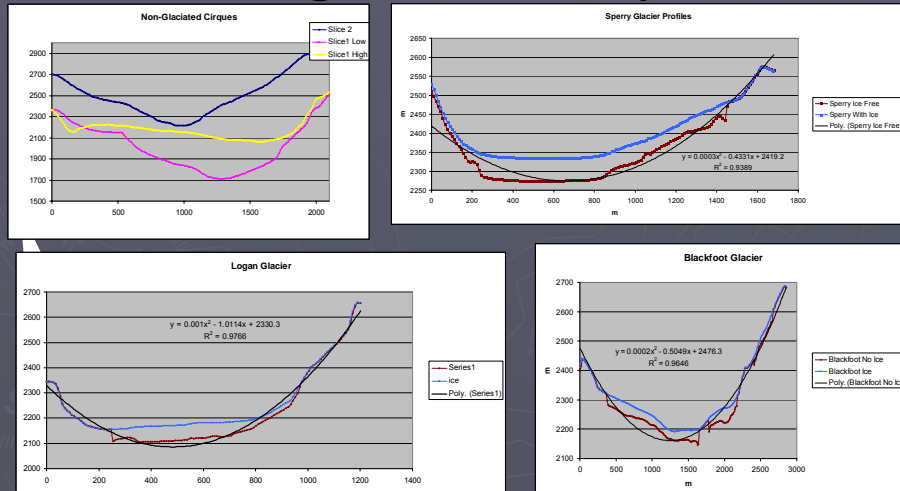 Non-Glaciated Cirques
Slice 2
Slice1 Low
Slice1 High
2900
2700
2500
2300
2100
1900
1700
1500
0 500 1000 1500 2000
Sperry Glacier Profiles
2650
2600
2550
2500
2450
2400
2350
2300
2250
m
0 200 400 600 800 1000 1200 1400 1600 1800
m
y = 0.0003x² - 0.4331x + 2419.2
R² = 0.9389
Sperry Ice Free
Sperry With Ice
Poly. (Sperry Ice Free
Logan Glacier
2700
2600
2500
2400
2300
2200
2100
2000
0 200 400 600 800 1000 1200 1400
y = 0.001x² - 1.0114x + 2330.3
R² = 0.9766
Series1
ice
Poly. (Series1)
Blackfoot Glacier
2700
2600
2500
2400
2300
2200
2100
m
0 500 1000 1500 2000 2500 3000
m
y = 0.0002x² - 0.5049x + 2476.3
R² = 0.9646
Blackfoot No Ice
Blackfoot Ice
Poly. (Blackfoot No Ic